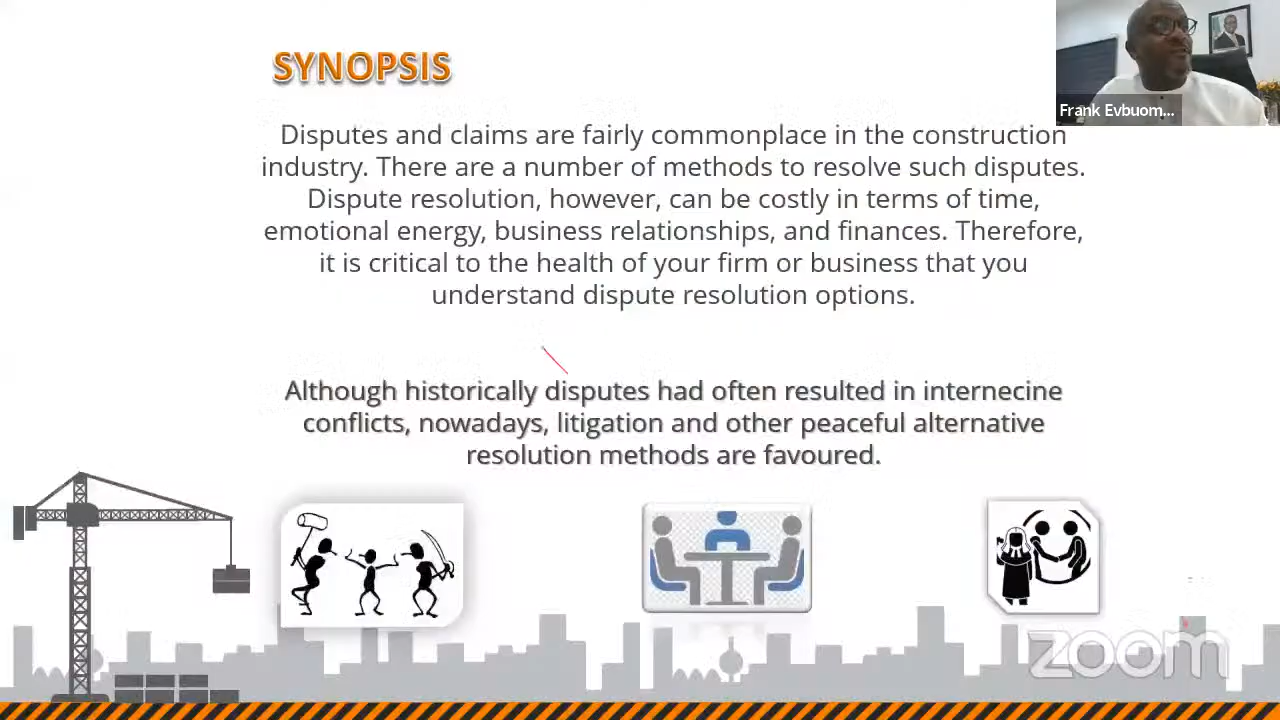 SYNOPSIS
Frank Evbuom...
Disputes and claims are fairly commonplace in the construction
industry. There are a number of methods to resolve such disputes.
Dispute resolution, however, can be costly in terms of time,
emotional energy, business relationships, and finances. Therefore,
it is critical to the health of your firm or business that you
understand dispute resolution options.
Although historically disputes had often resulted in internecine
conflicts, nowadays, litigation and other peaceful alternative
resolution methods are favoured.
zoom